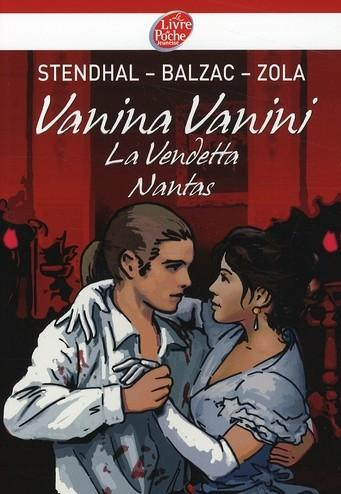 Le
Livre
de
Poche
Jeunesse
STENDHAL – BALZAC – ZOLA
Vanina Vanini
La Vendetta
Nantas